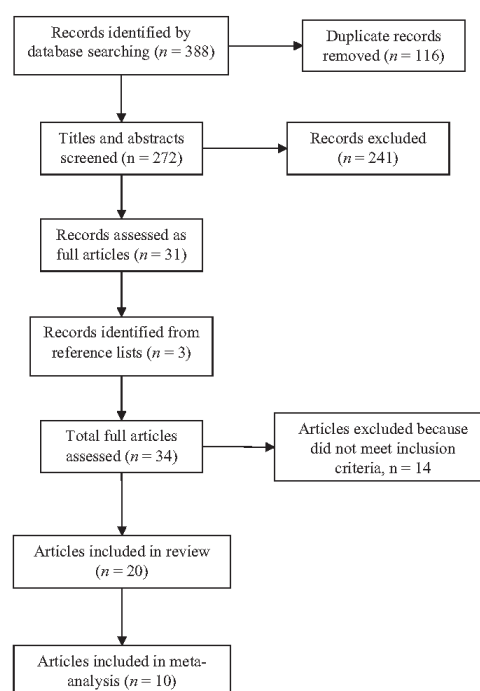 Records identified by
database searching (n = 388)
Duplicate records
removed (n = 116)
Titles and abstracts
screened (n = 272)
Records excluded
(n = 241)
Records assessed as
full articles (n = 31)
Records identified from
reference lists (n = 3)
Total full articles
assessed (n = 34)
Articles excluded because
did not meet inclusion
criteria, n = 14
Articles included in review
(n = 20)
Articles included in meta-
analysis (n = 10)